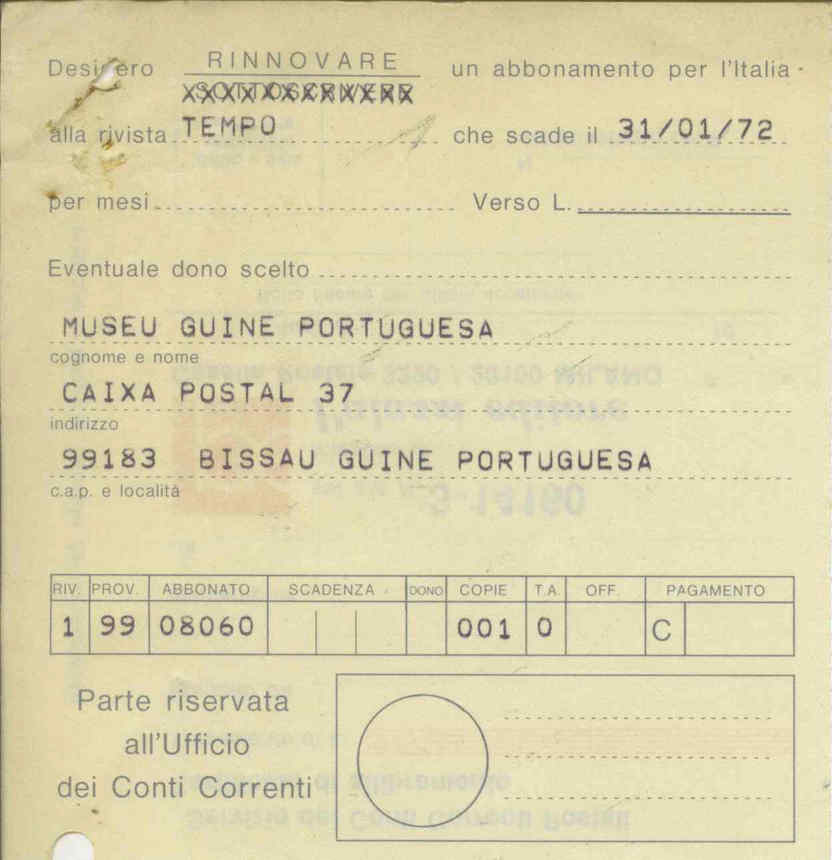 Desidero RINNOVARE un abbonamento per l'Italia
SOTTOSCRIVERE
alla rivista TEMPO che scade il 31/01/72
per mesi Verso L.
Eventuale dono scelto
MUSEU GUINE PORTUGUESA
cognome e nome
CAIXA POSTAL 37
indirizzo
99183 BISSAU GUINE PORTUGUESA
c.a.p. e località
RIV. PROV. ABBONATO SCADENZA DONO COPIE T.A. OFF. PAGAMENTO
1 99 08060 001 0 C
Parte riservata
all'Ufficio
dei Conti Correnti